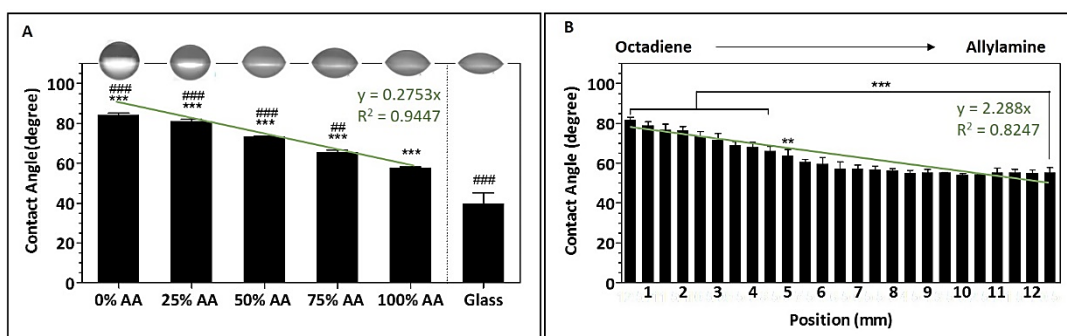 A
###
***
###
***
###
***
##
***
***
###
y = 0.2753x
R² = 0.9447
Contact Angle(degree)
100
80
60
40
20
0
0% AA 25% AA 50% AA 75% AA 100% AA Glass
B
Octadiene Allylamine
***
y = 2.288x
R² = 0.8247
**
Contact Angle (degree)
100
80
60
40
20
0
1 2 3 4 5 6 7 8 9 10 11 12
Position (mm)